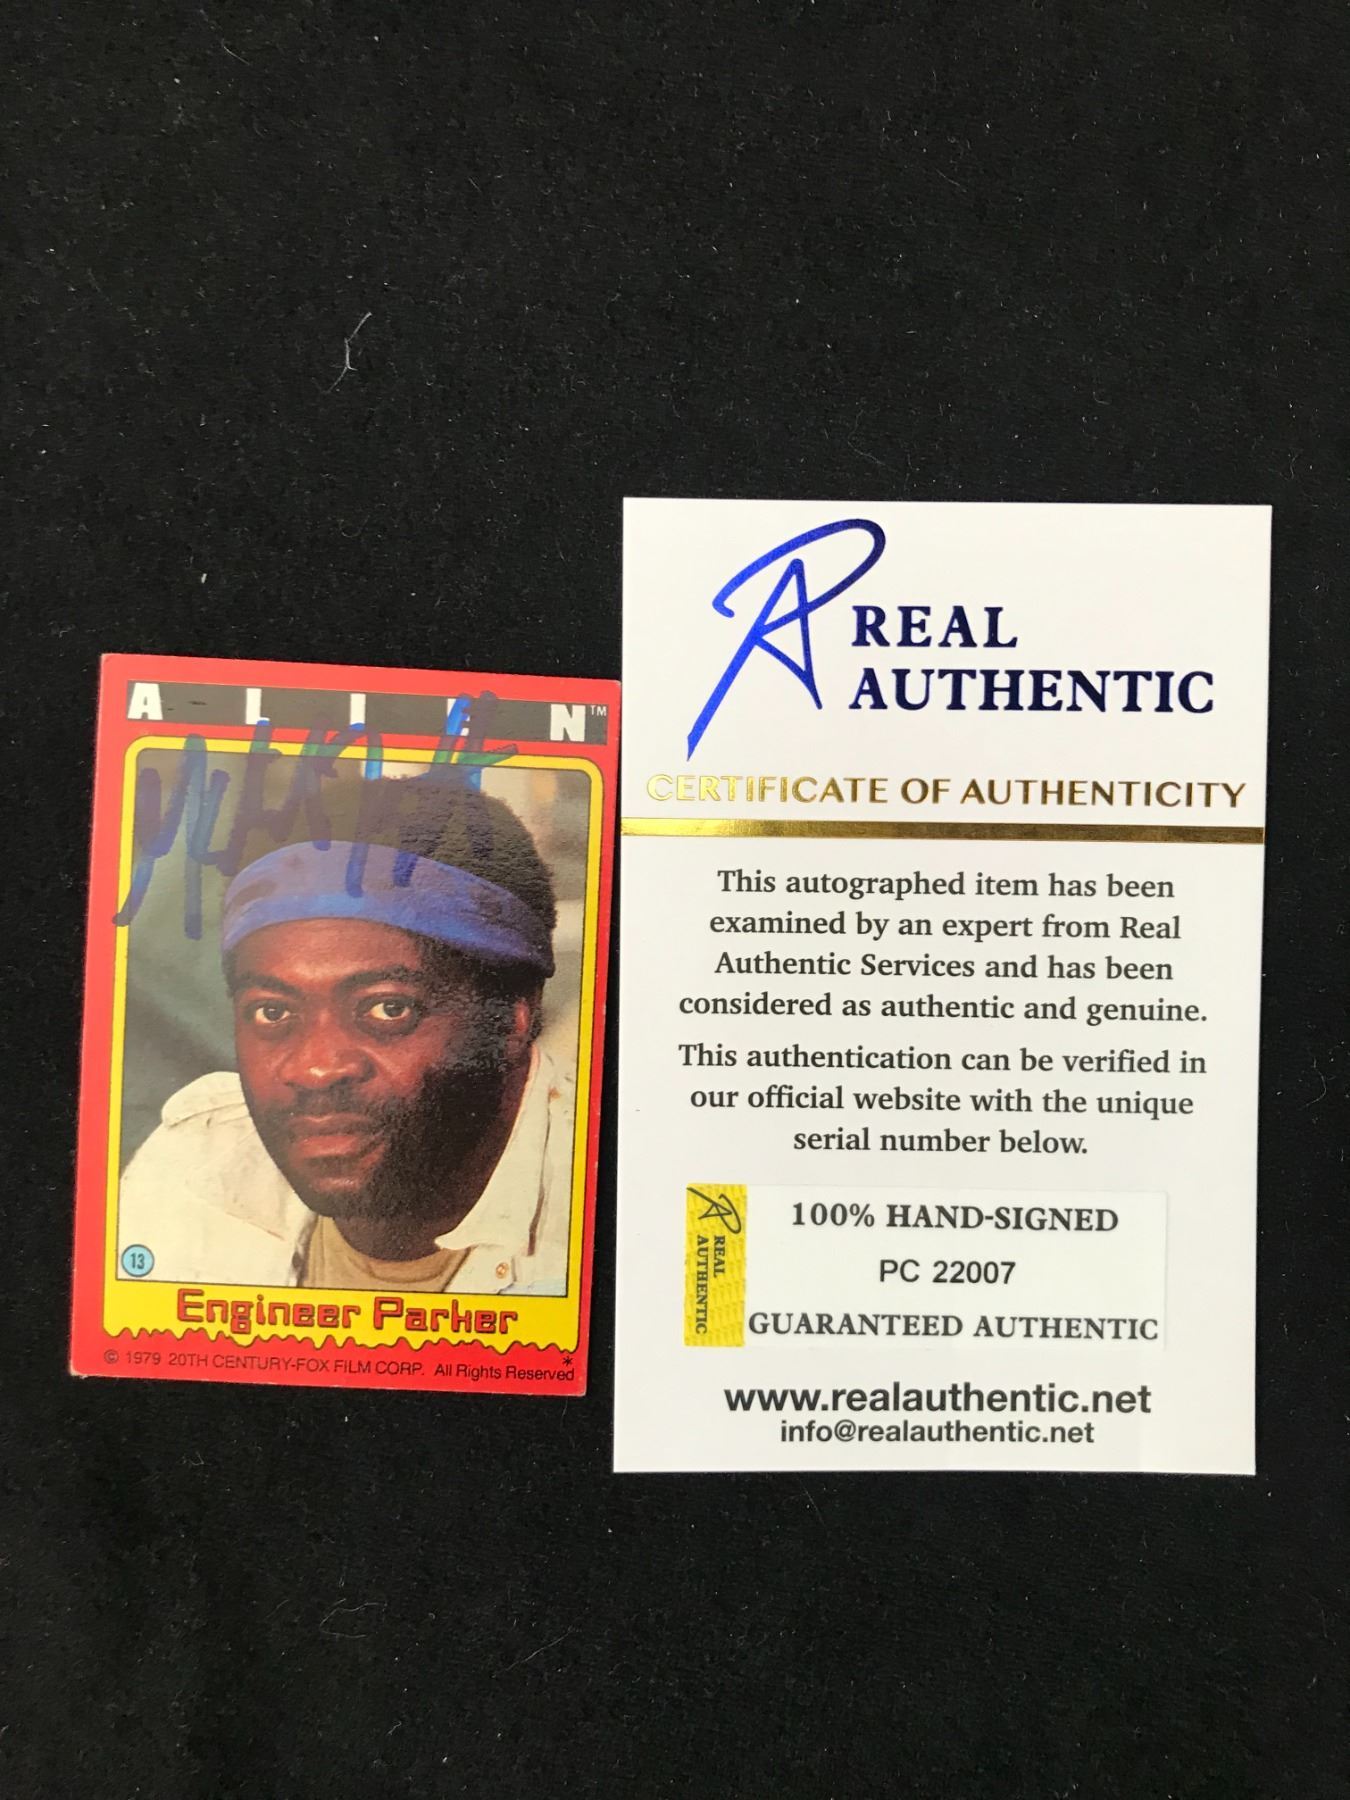 ALIEN™
13
Engineer Parker
*
© 1979 20TH CENTURY-FOX FILM CORP. All Rights Reserved
REAL
AUTHENTIC
CERTIFICATE OF AUTHENTICITY
This autographed item has been
examined by an expert from Real
Authentic Services and has been
considered as authentic and genuine.
This authentication can be verified in
our official website with the unique
serial number below.
REAL
AUTHENTIC
100% HAND-SIGNED
PC 22007
GUARANTEED AUTHENTIC
www.realauthentic.net
info@realauthentic.net